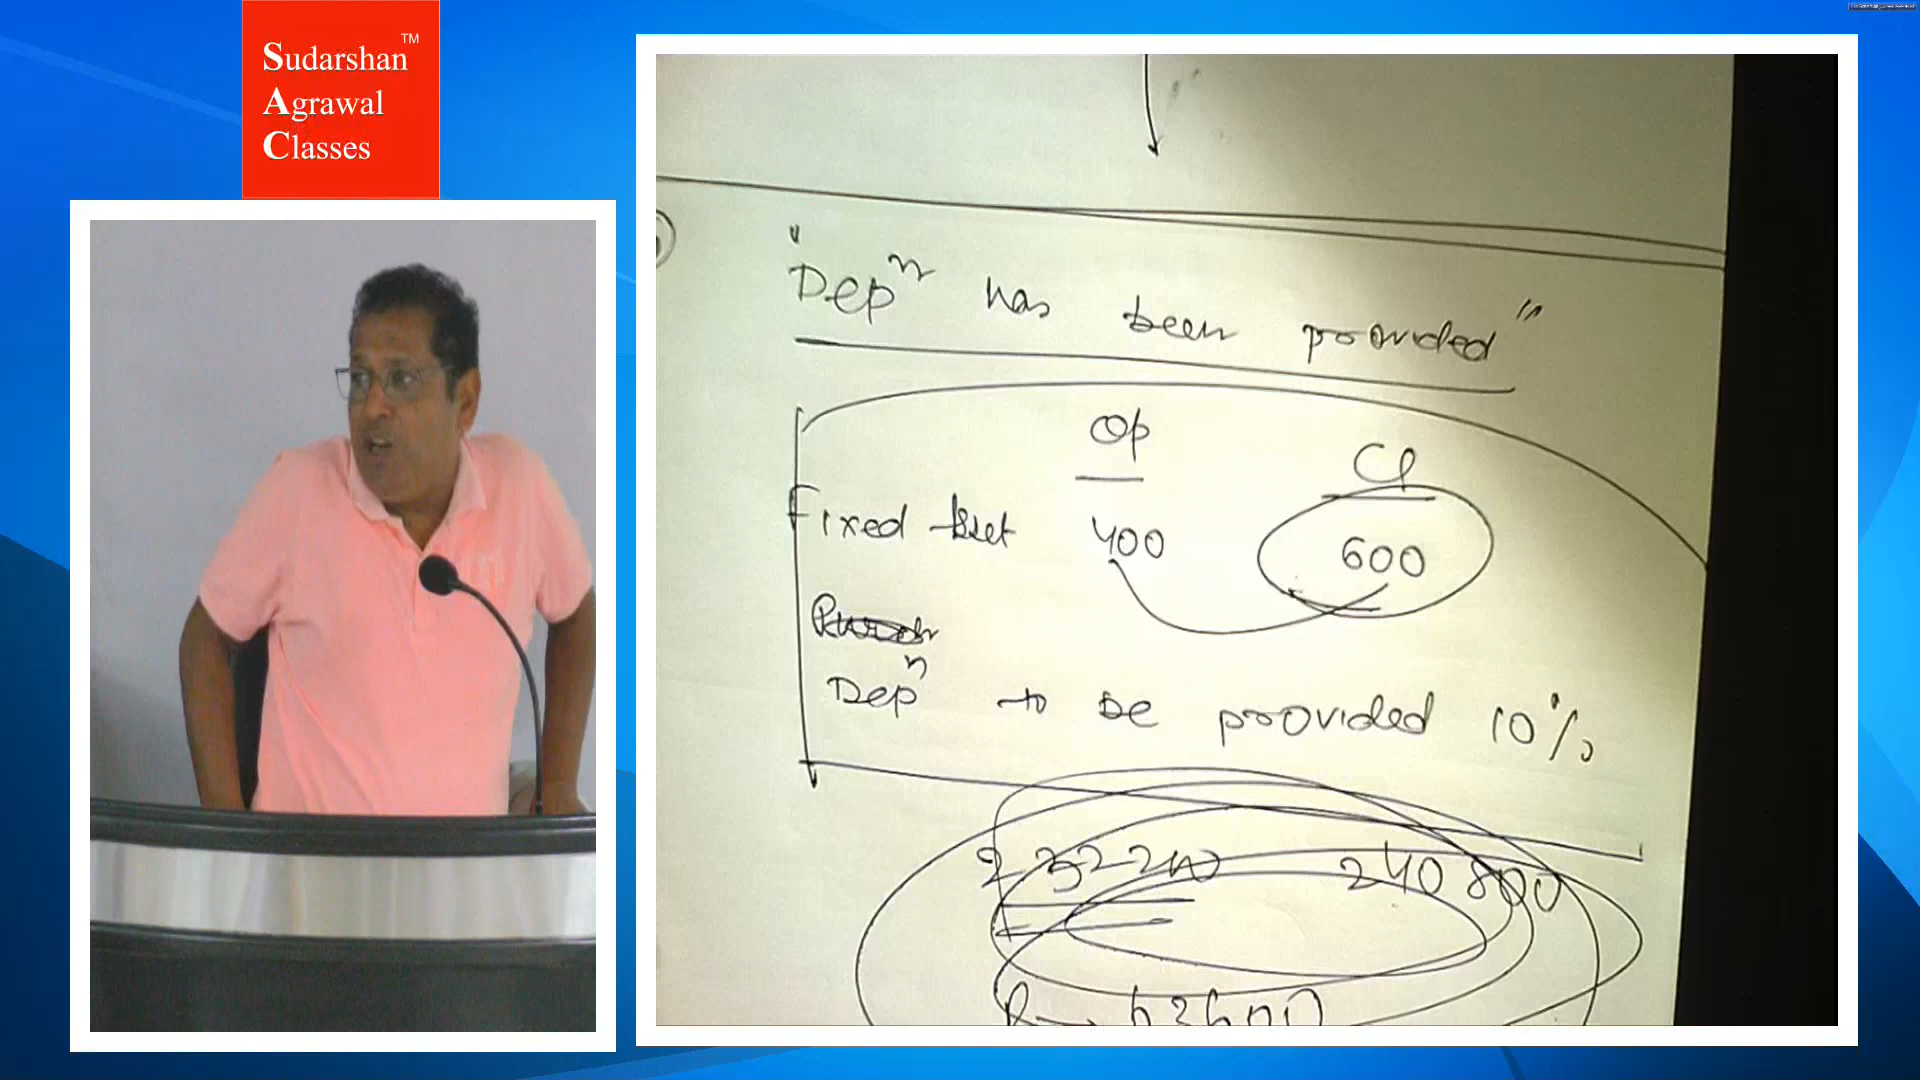 Sudarshan TM
Agrawal
Classes
"Depn has been provided"
Op Cl
Fixed Asset 400 600
Depn to be provided 10%
240800